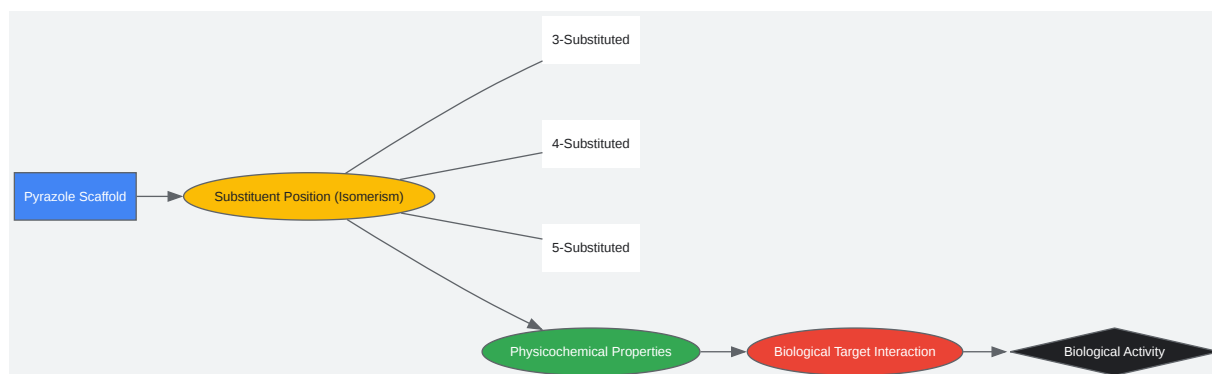 3-Substituted
4-Substituted
Pyrazole Scaffold
Substituent Position (Isomerism)
5-Substituted
Physicochemical Properties
Biological Target Interaction
Biological Activity